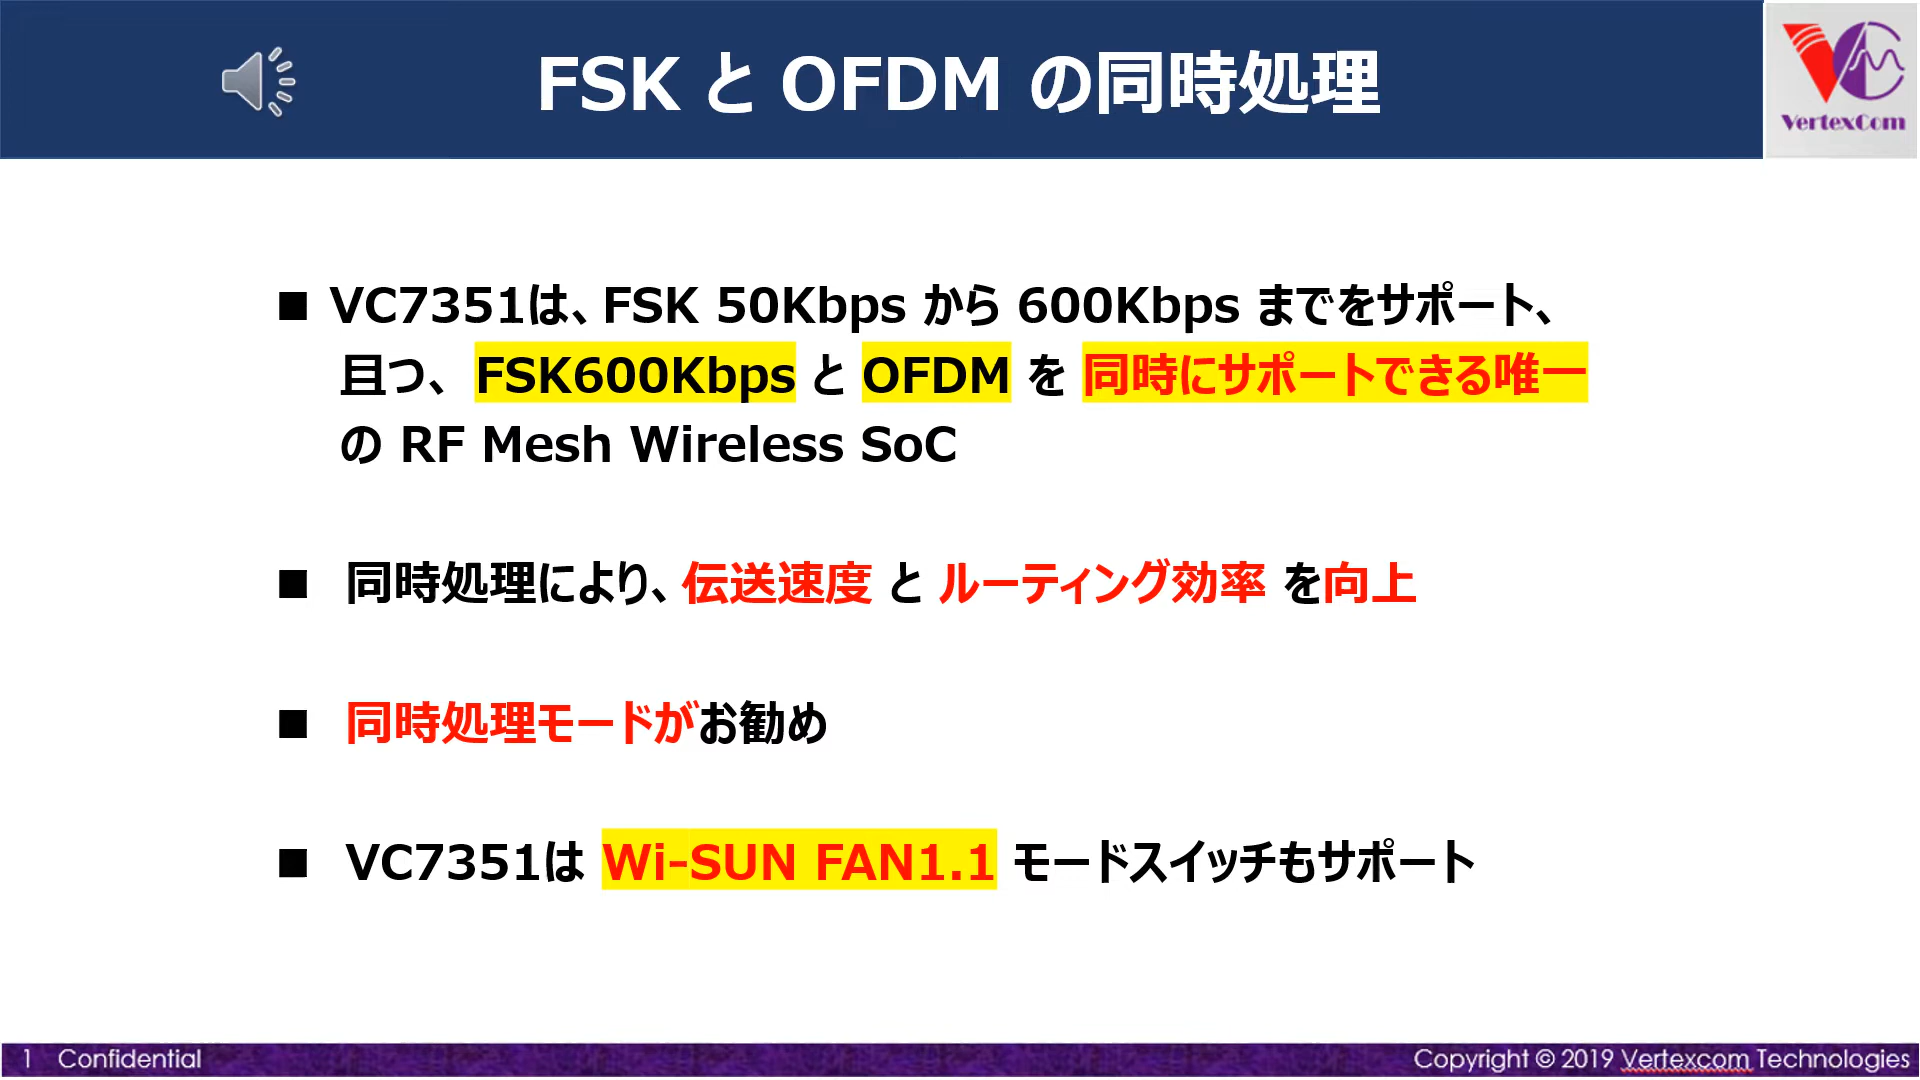 FSK と OFDM の同時処理
VertexCom
■ VC7351は、FSK 50Kbps から 600Kbps までをサポート、
且つ、FSK600Kbps と OFDM を 同時にサポートできる唯一
の RF Mesh Wireless SoC
■ 同時処理により、伝送速度 と ルーティング効率 を向上
■ 同時処理モードがお勧め
■ VC7351は Wi-SUN FAN1.1 モードスイッチもサポート
1 Confidential
Copyright © 2019 Vertexcom Technologies